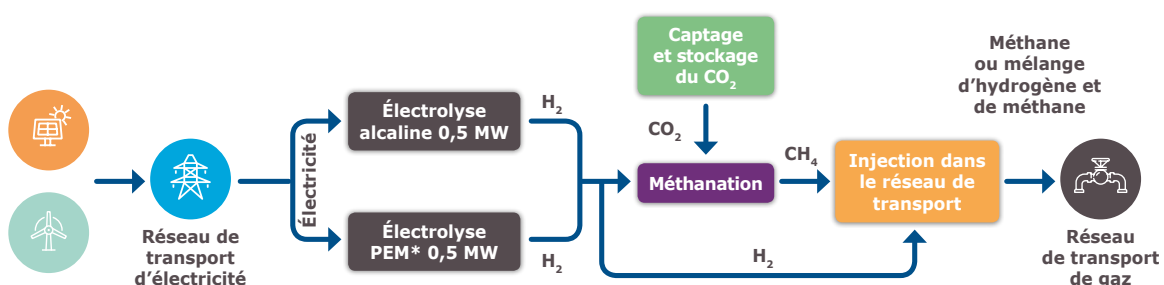 Captage
et stockage
du CO₂
Méthane
ou mélange
d’hydrogène et
de méthane
Électrolyse
alcaline 0,5 MW
H₂
CO₂
Électricité
Méthanation
CH₄
Injection dans
le réseau de
transport
Électrolyse
PEM* 0,5 MW
H₂
H₂
Réseau de
transport
d’électricité
Réseau
de transport
de gaz